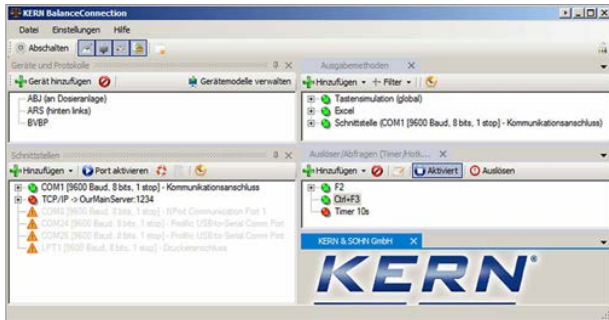 KERN BalanceConnection
Datei Einstellungen Hilfe
Abschalten
Geräte und Protokolle
Gerät hinzufügen Gerätemodelle verwalten
ABJ (an Dosieranlage)
ARS (hinten links)
BVBP
Ausgabemethoden
Hinzufügen Filter
Tastensimulation (global)
Excel
Schnittstelle (COM1 [9600 Baud, 8 bits, 1 stop] - Kommunikationsanschluss)
Schnittstellen
Hinzufügen Port aktivieren
COM1 [9600 Baud, 8 bits, 1 stop] - Kommunikationsanschluss
TCP/IP -> OurMainServer:1234
[9600 Baud, 8 bits, 1 stop] - NPort Communication Port 1
COM24 [9600 Baud, 8 bits, 1 stop] - Prolific USB-to-Serial Comm Port
[9600 Baud, 8 bits, 1 stop] - Prolific USB-to-Serial Comm Port
LPT1 [9600 Baud, 8 bits, 1 stop] - Druckeranschluss
Auslöser/Abfragen (Timer/Hotk...
Hinzufügen Aktiviert Auslösen
F2
Ctrl+F3
Timer 10s
KERN & SOHN GmbH
KERN